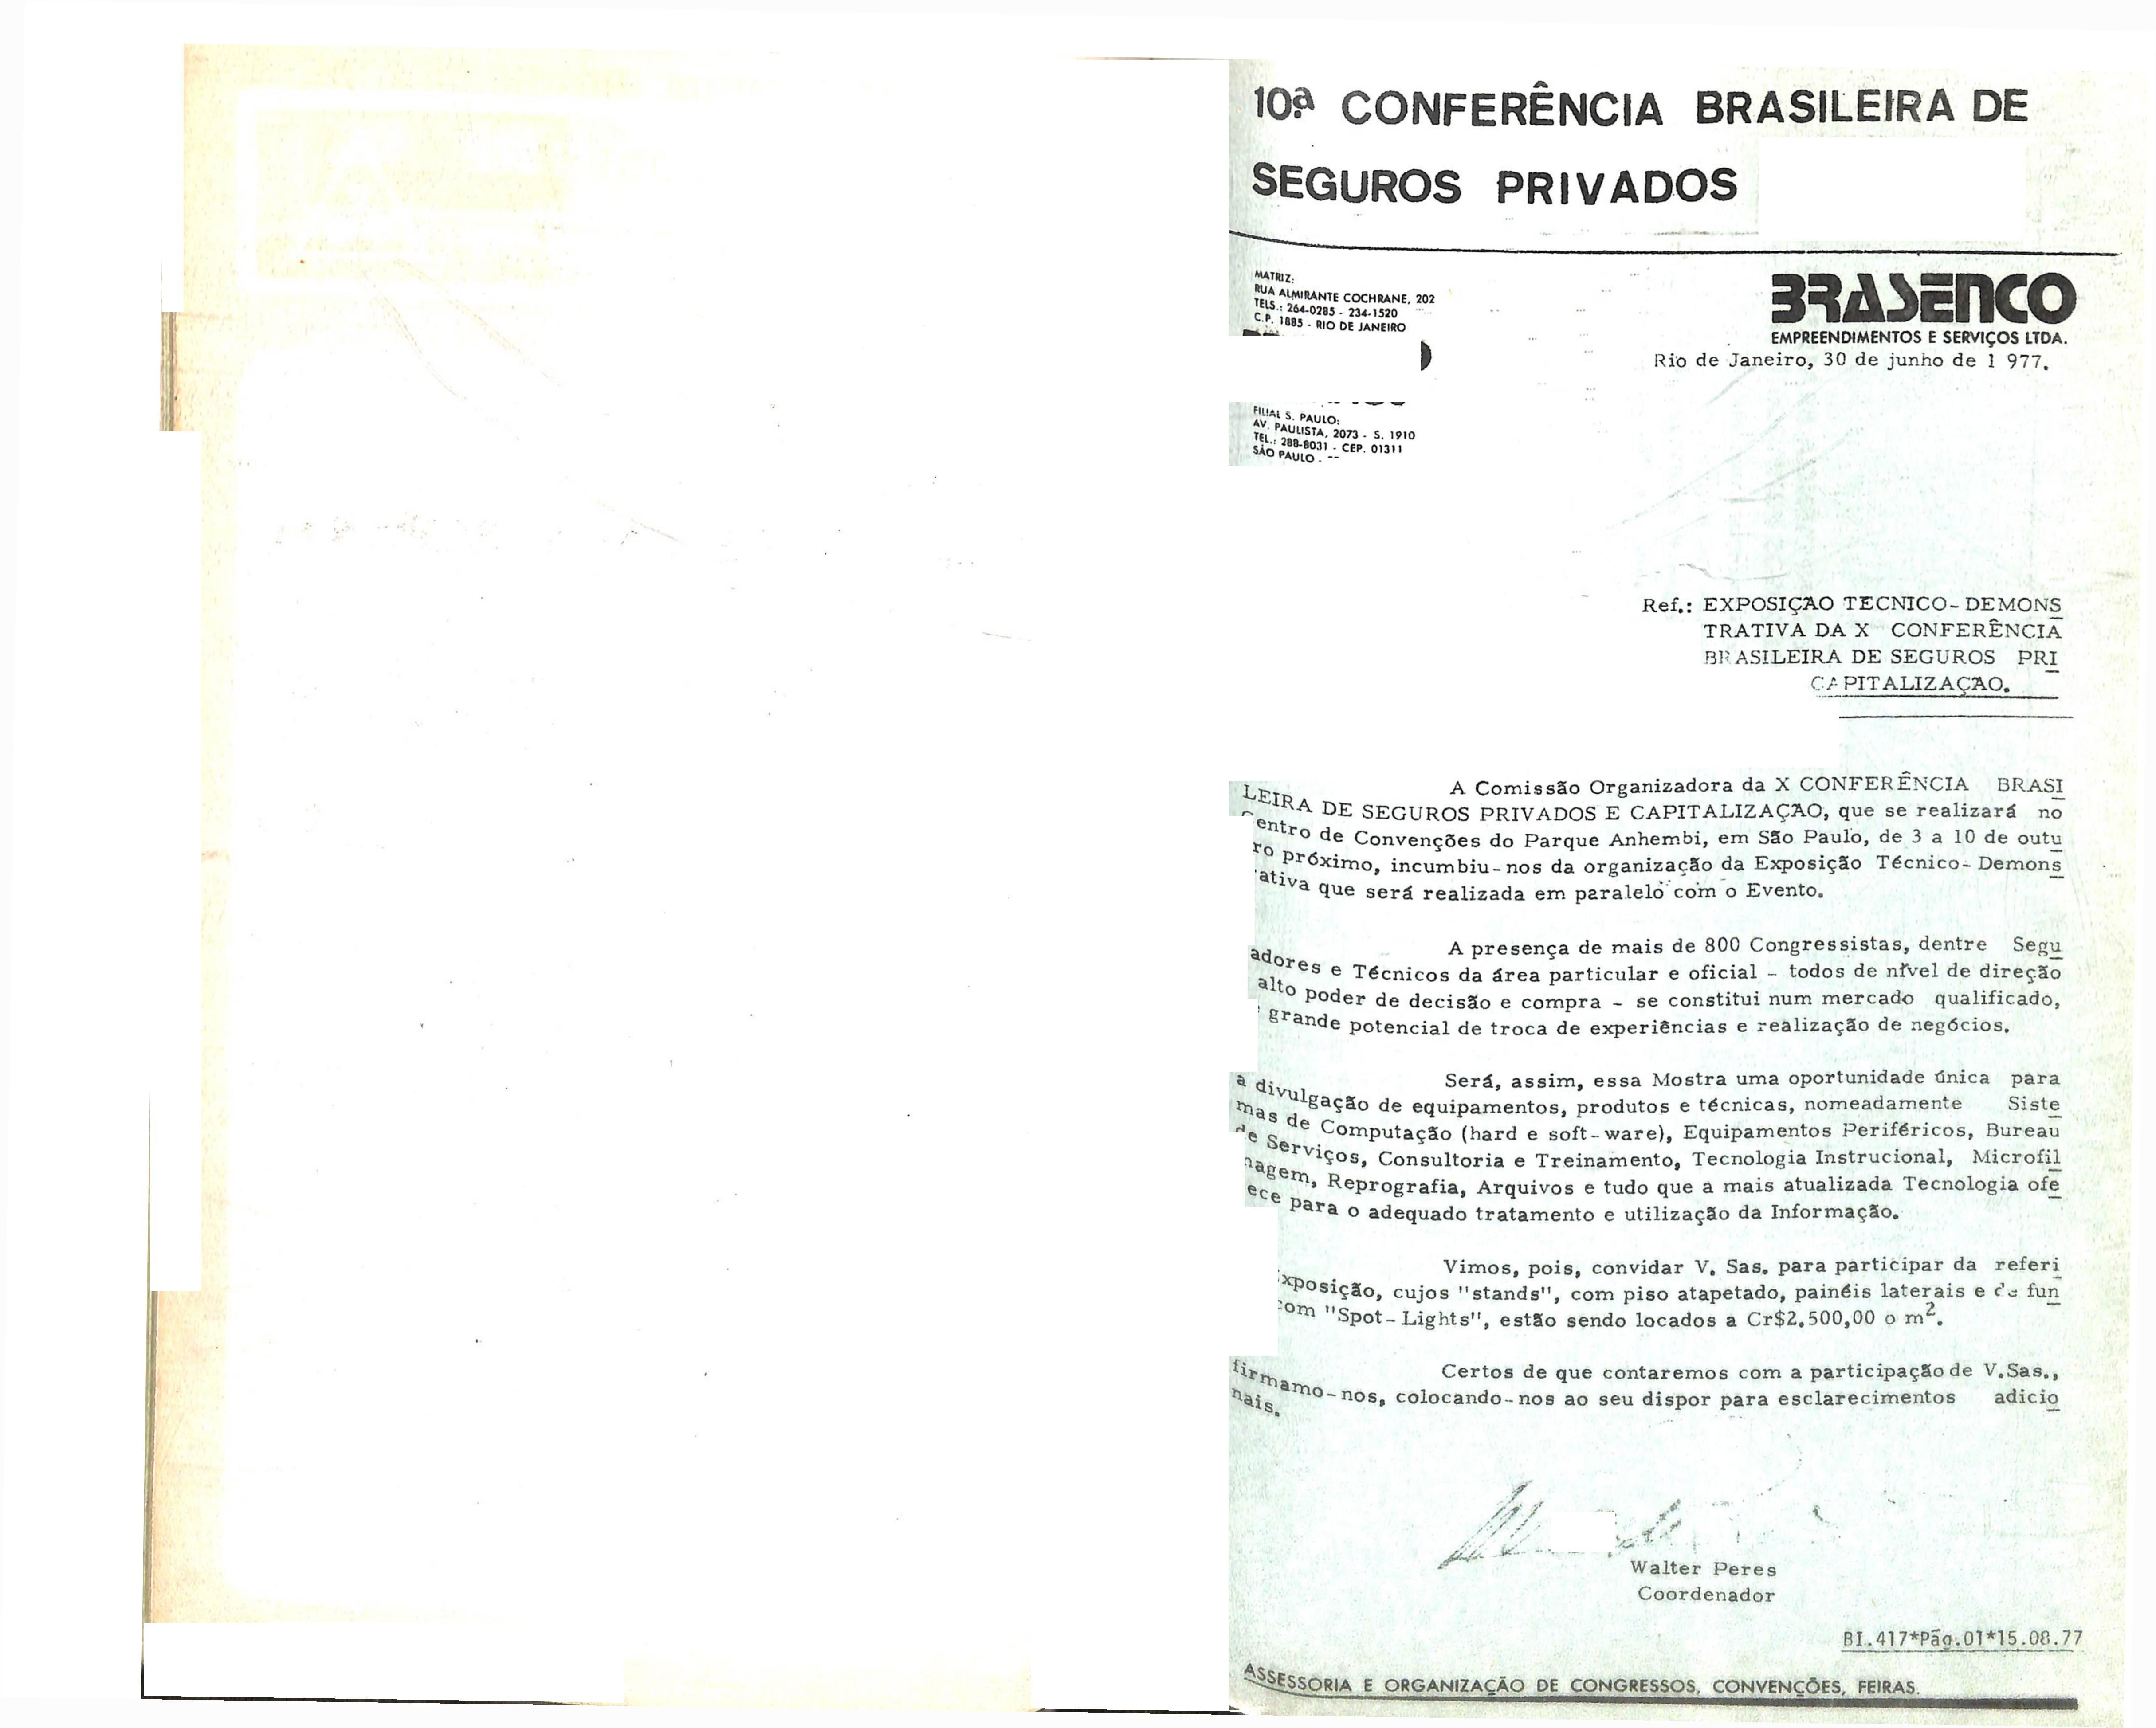 10ª CONFERÊNCIA BRASILEIRA DE
SEGUROS PRIVADOS
MATRIZ:
RUA ALMIRANTE COCHRANE, 202
TELS.: 264-0285 - 234-1520
C.P. 1885 - RIO DE JANEIRO
BRASENCO
EMPREENDIMENTOS E SERVIÇOS LTDA.
Rio de Janeiro, 30 de junho de 1 977.
FILIAL S. PAULO:
AV. PAULISTA, 2073 - S. 1910
TEL.: 288-8031 - CEP. 01311
SÃO PAULO . --
Ref.: EXPOSIÇÃO TECNICO-DEMONS
TRATIVA DA X CONFERÊNCIA
BRASILEIRA DE SEGUROS PRI
CAPITALIZAÇÃO.
A Comissão Organizadora da X CONFERÊNCIA BRASI
LEIRA DE SEGUROS PRIVADOS E CAPITALIZAÇÃO, que se realizará no
Centro de Convenções do Parque Anhembi, em São Paulo, de 3 a 10 de outu
ro próximo, incumbiu-nos da organização da Exposição Técnico-Demons
ativa que será realizada em paralelo com o Evento.
A presença de mais de 800 Congressistas, dentre Segu
adores e Técnicos da área particular e oficial - todos de nível de direção
alto poder de decisão e compra - se constitui num mercado qualificado,
grande potencial de troca de experiências e realização de negócios.
Será, assim, essa Mostra uma oportunidade única para
a divulgação de equipamentos, produtos e técnicas, nomeadamente Siste
mas de Computação (hard e soft-ware), Equipamentos Periféricos, Bureau
de Serviços, Consultoria e Treinamento, Tecnologia Instrucional, Microfil
nagem, Reprografia, Arquivos e tudo que a mais atualizada Tecnologia ofe
ece para o adequado tratamento e utilização da Informação.
Vimos, pois, convidar V. Sas. para participar da referi
xposição, cujos "stands", com piso atapetado, painéis laterais e de fun
com "Spot-Lights", estão sendo locados a Cr$2.500,00 o m².
Certos de que contaremos com a participação de V.Sas.,
firmamo-nos, colocando-nos ao seu dispor para esclarecimentos adicio
nais.
Walter Peres
Coordenador
BI.417*Pág.01*15.08.77
ASSESSORIA E ORGANIZAÇÃO DE CONGRESSOS, CONVENÇÕES, FEIRAS.